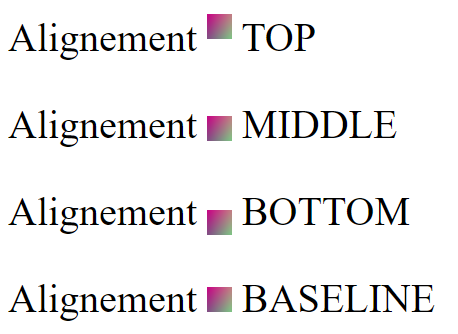 Alignement TOP
Alignement MIDDLE
Alignement BOTTOM
Alignement BASELINE